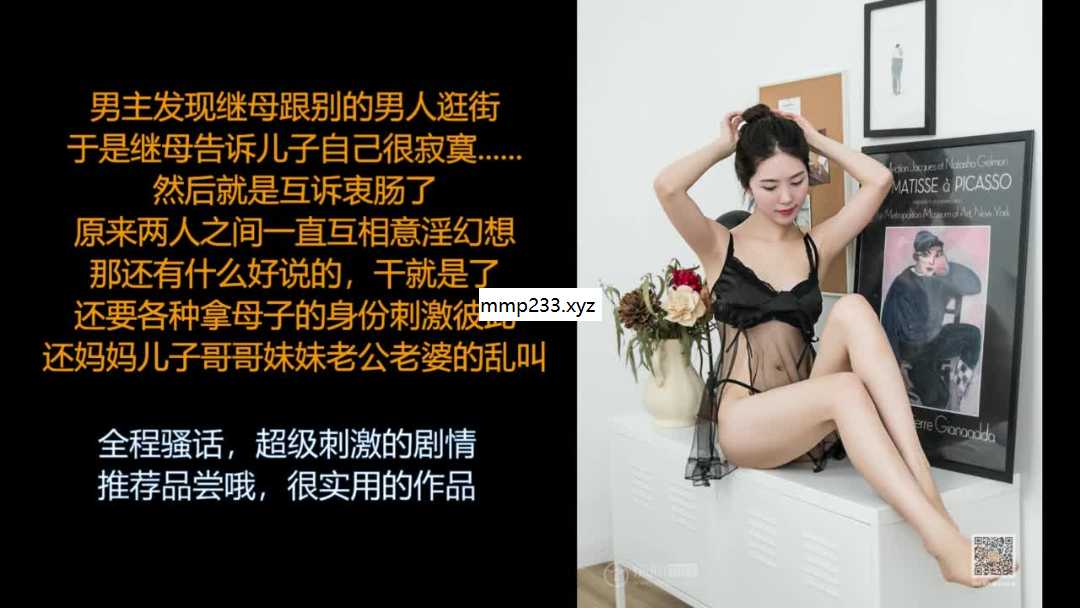 男主发现继母跟别的男人逛街
于是继母告诉儿子自己很寂寞......
然后就是互诉衷肠了
原来两人之间一直互相意淫幻想
那还有什么好说的，干就是了
还要各种拿母子的身份刺激彼此
还妈妈儿子哥哥妹妹老公老婆的乱叫
全程骚话，超级刺激的剧情
推荐品尝哦，很实用的作品
mmp233.xyz
Jacques et Natasha Gelman
MATISSE à PICASSO
Metropolitan Museum of Art, New York
Gianadda